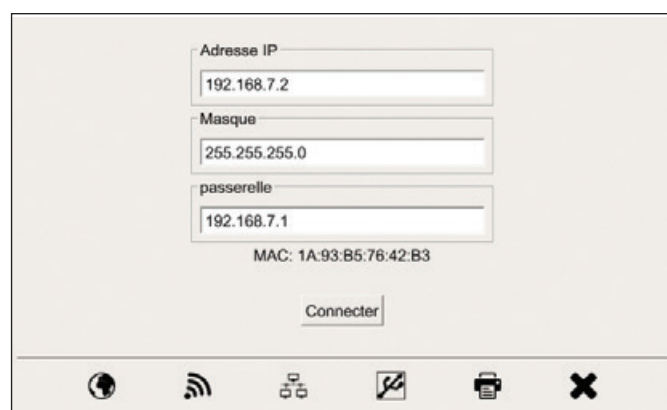 Adresse IP
192.168.7.2
Masque
255.255.255.0
passerelle
192.168.7.1
MAC: 1A:93:B5:76:42:B3
Connecter